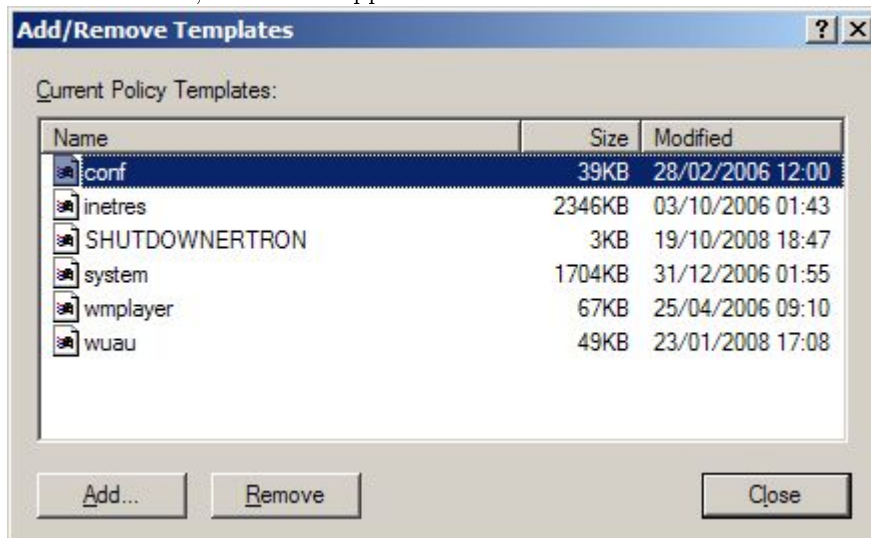 Add/Remove Templates
Current Policy Templates:
Name Size Modified
conf 39KB 28/02/2006 12:00
inetres 2346KB 03/10/2006 01:43
SHUTDOWNERTRON 3KB 19/10/2008 18:47
system 1704KB 31/12/2006 01:55
wmplayer 67KB 25/04/2006 09:10
wuau 49KB 23/01/2008 17:08
Add... Remove Close